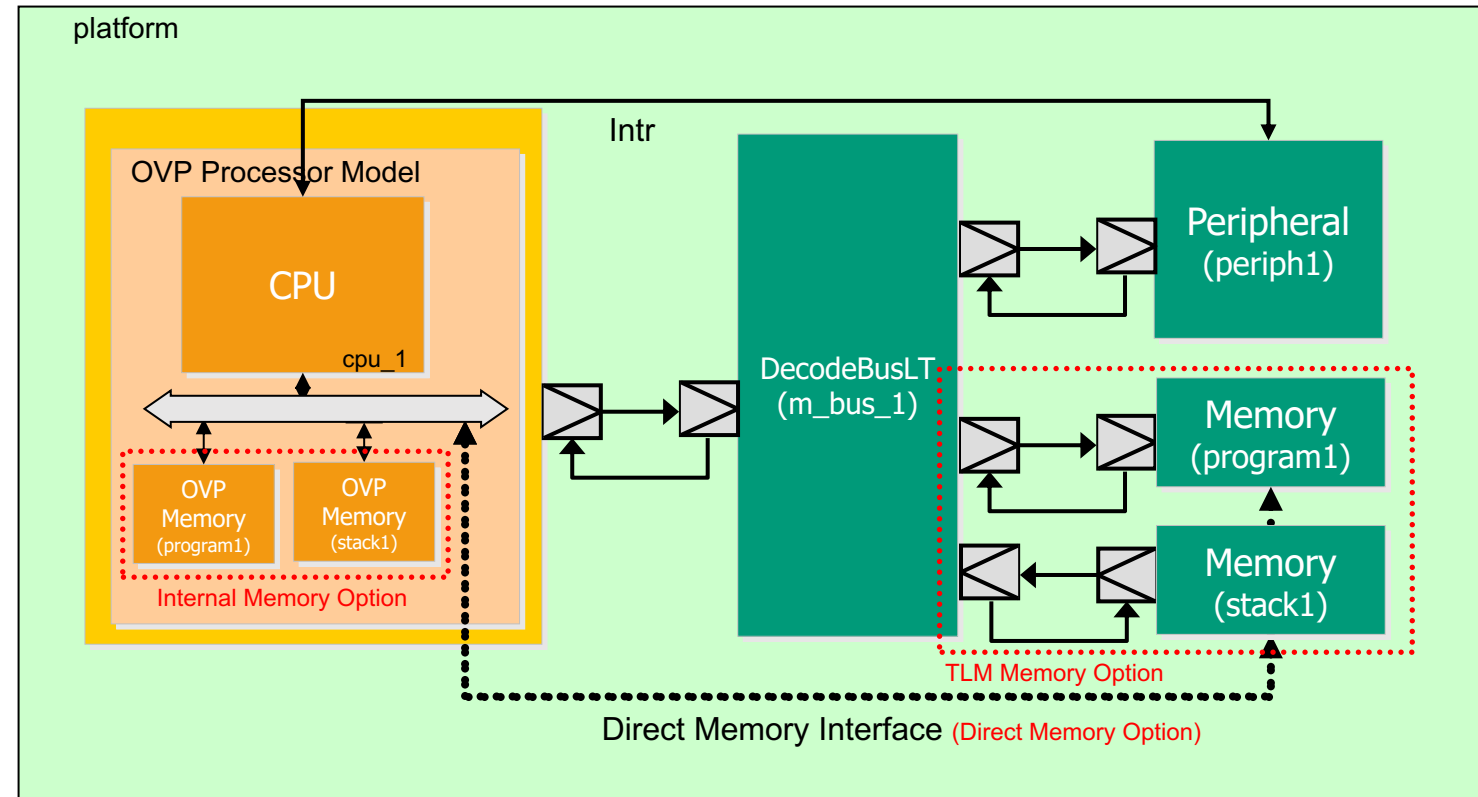 platform
Intr
OVP Processor Model
CPU
cpu_1
OVP
Memory
(program1)
OVP
Memory
(stack1)
Internal Memory Option
DecodeBusLT
(m_bus_1)
Peripheral
(periph1)
Memory
(program1)
Memory
(stack1)
TLM Memory Option
Direct Memory Interface (Direct Memory Option)